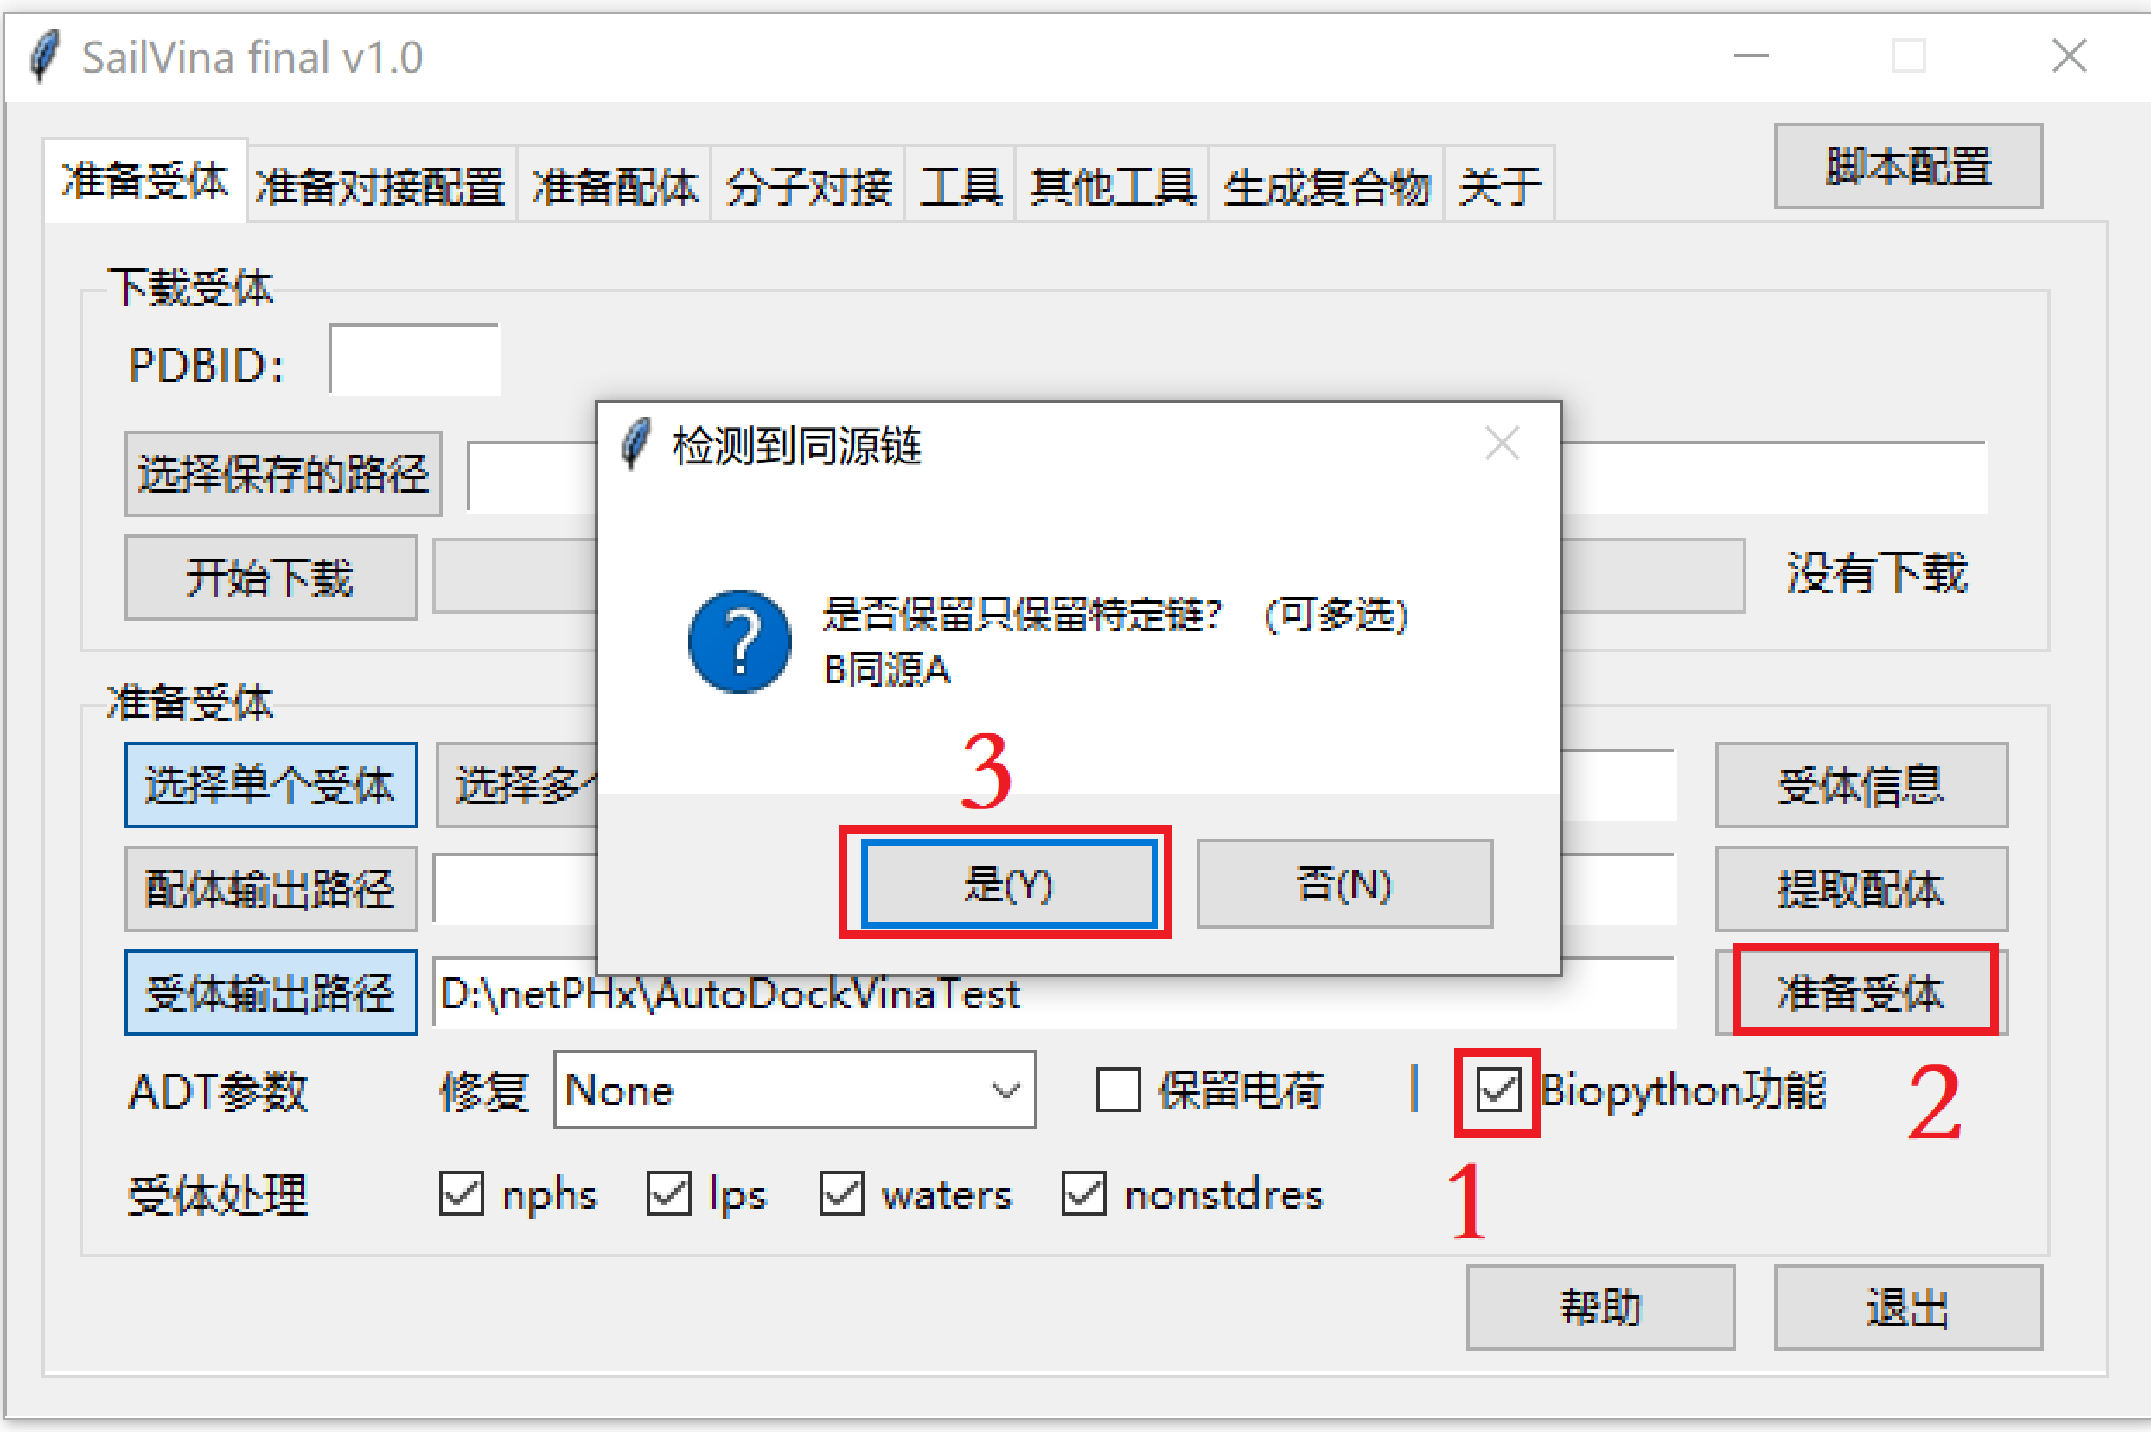 SailVina final v1.0
准备受体 准备对接配置 准备配体 分子对接 工具 其他工具 生成复合物 关于 脚本配置
下载受体
PDBID:
选择保存的路径
开始下载 没有下载
检测到同源链
是否保留只保留特定链? (可多选)
B同源A
3
是(Y) 否(N)
准备受体
选择单个受体 选择多 受体信息
配体输出路径 提取配体
受体输出路径 D:\netPHx\AutoDockVinaTest 准备受体
ADT参数 修复 None 保留电荷 | Biopython功能 2
受体处理 nphs lps waters nonstdres 1
帮助 退出